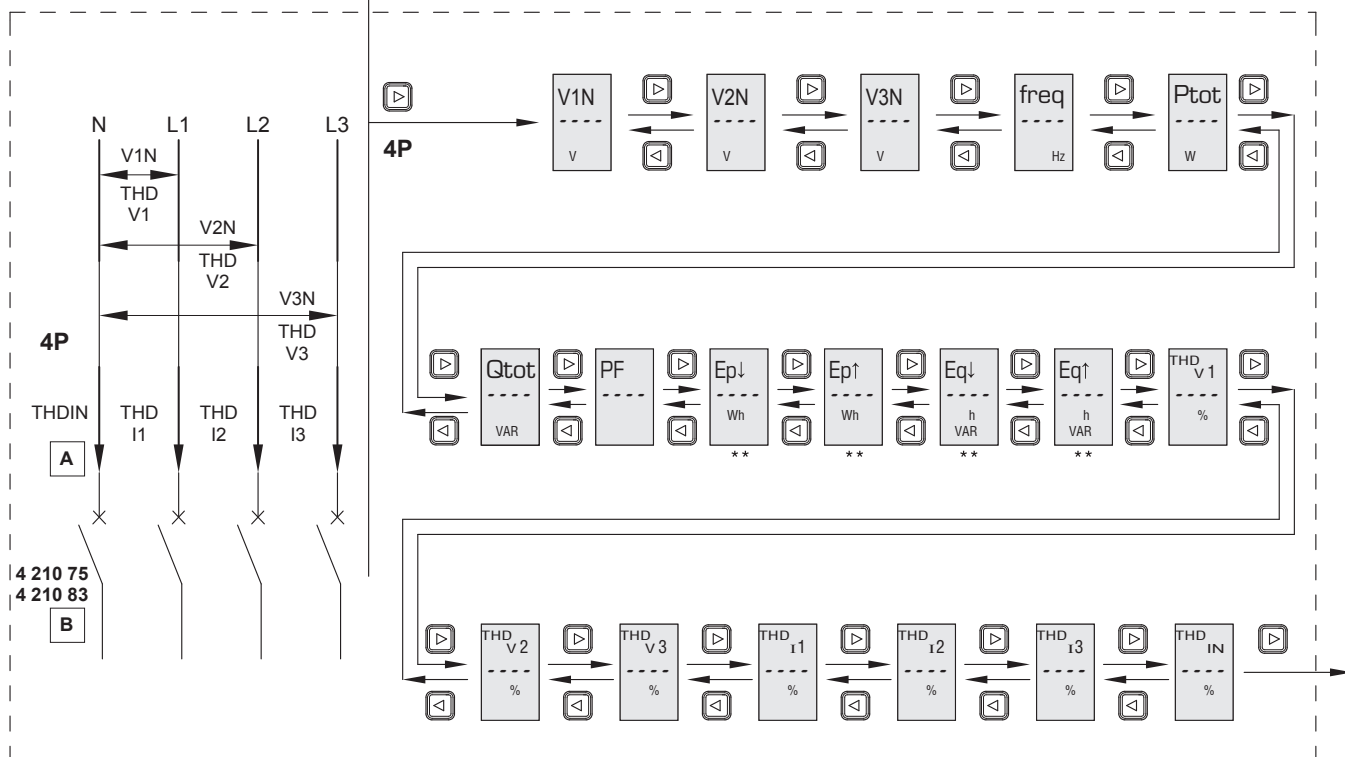 N L1 L2 L3
V1N
THD
V1
V2N
THD
V2
V3N
THD
V3
4P
THDIN THD THD THD
I1 I2 I3
A
4 210 75
4 210 83
B
4P
V1N V2N V3N freq Ptot
---- ---- ---- ---- ----
V V V Hz W
Qtot PF Ep↓ Ep↑ Eq↓ Eq↑ THD V1
---- ---- ---- ---- ---- ---- ----
VAR Wh Wh h h %
VAR VAR
** ** ** **
THD V2 THD V3 THD I1 THD I2 THD I3 THD IN
---- ---- ---- ---- ---- ----
% % % % % %